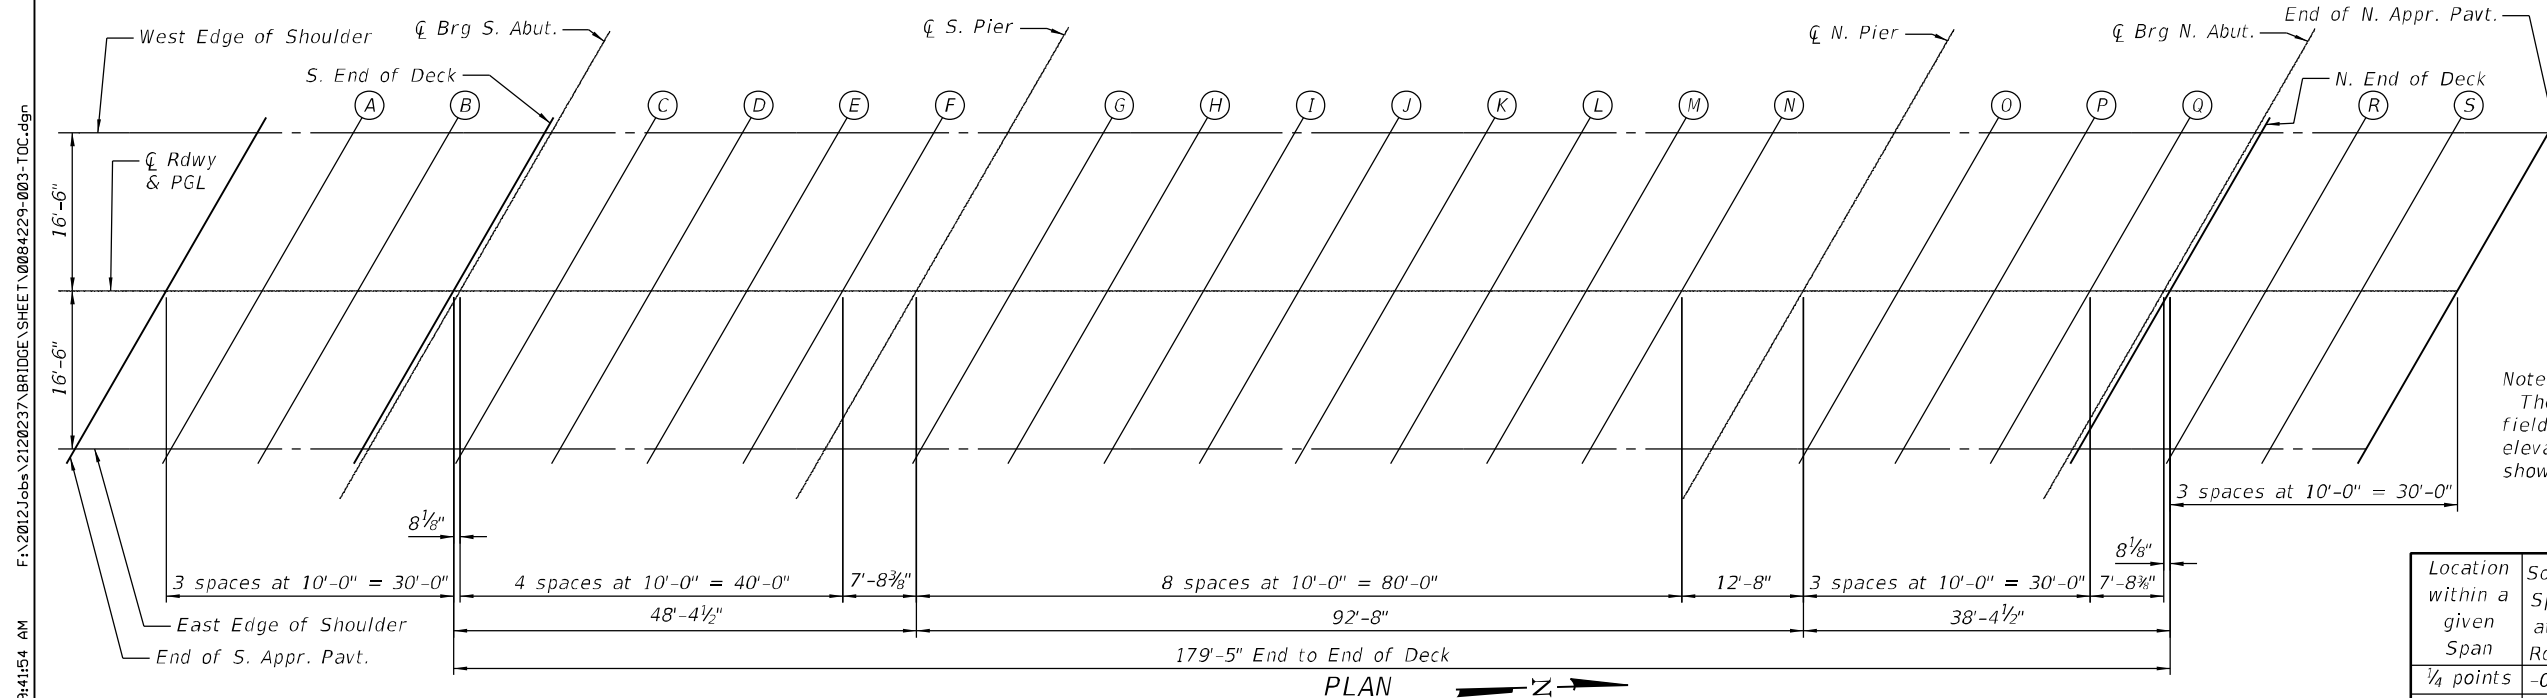 End of N. Appr. Pavt.
West Edge of Shoulder
℄ Brg S. Abut.
℄ S. Pier
℄ N. Pier
℄ Brg N. Abut.
S. End of Deck
N. End of Deck
A B C D E F G H I J K L M N O P Q R S
℄ Rdwy
& PGL
16'-6"
16'-6"
Note
field
show
3 spaces at 10'-0" = 30'-0"
8⅛"
8⅛"
3 spaces at 10'-0" = 30'-0"
4 spaces at 10'-0" = 40'-0"
7'-8⅜"
8 spaces at 10'-0" = 80'-0"
12'-8"
3 spaces at 10'-0" = 30'-0"
7'-8⅜"
48'-4½"
92'-8"
38'-4½"
East Edge of Shoulder
End of S. Appr. Pavt.
179'-5" End to End of Deck
PLAN
N
Location
within a
given
Span
¼ points
F:\2012Jobs\2120237\BRIDGE\SHEET\0084229-003-TOC.dgn
9:41:54 AM